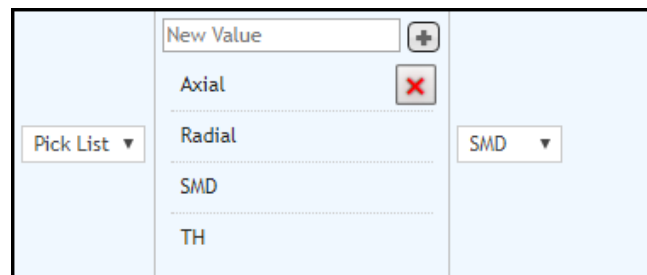 New Value
Axial
Radial
Pick List
SMD
SMD
TH